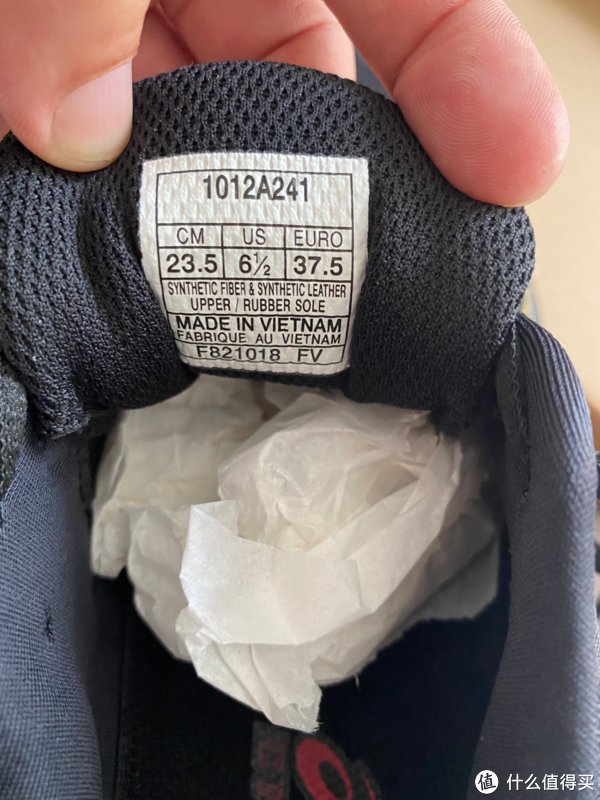 1012A241
CM US EURO
23.5 6½ 37.5
SYNTHETIC FIBER & SYNTHETIC LEATHER
UPPER / RUBBER SOLE
MADE IN VIETNAM
FABRIQUE AU VIETNAM
F821018 FV
值 什么值得买